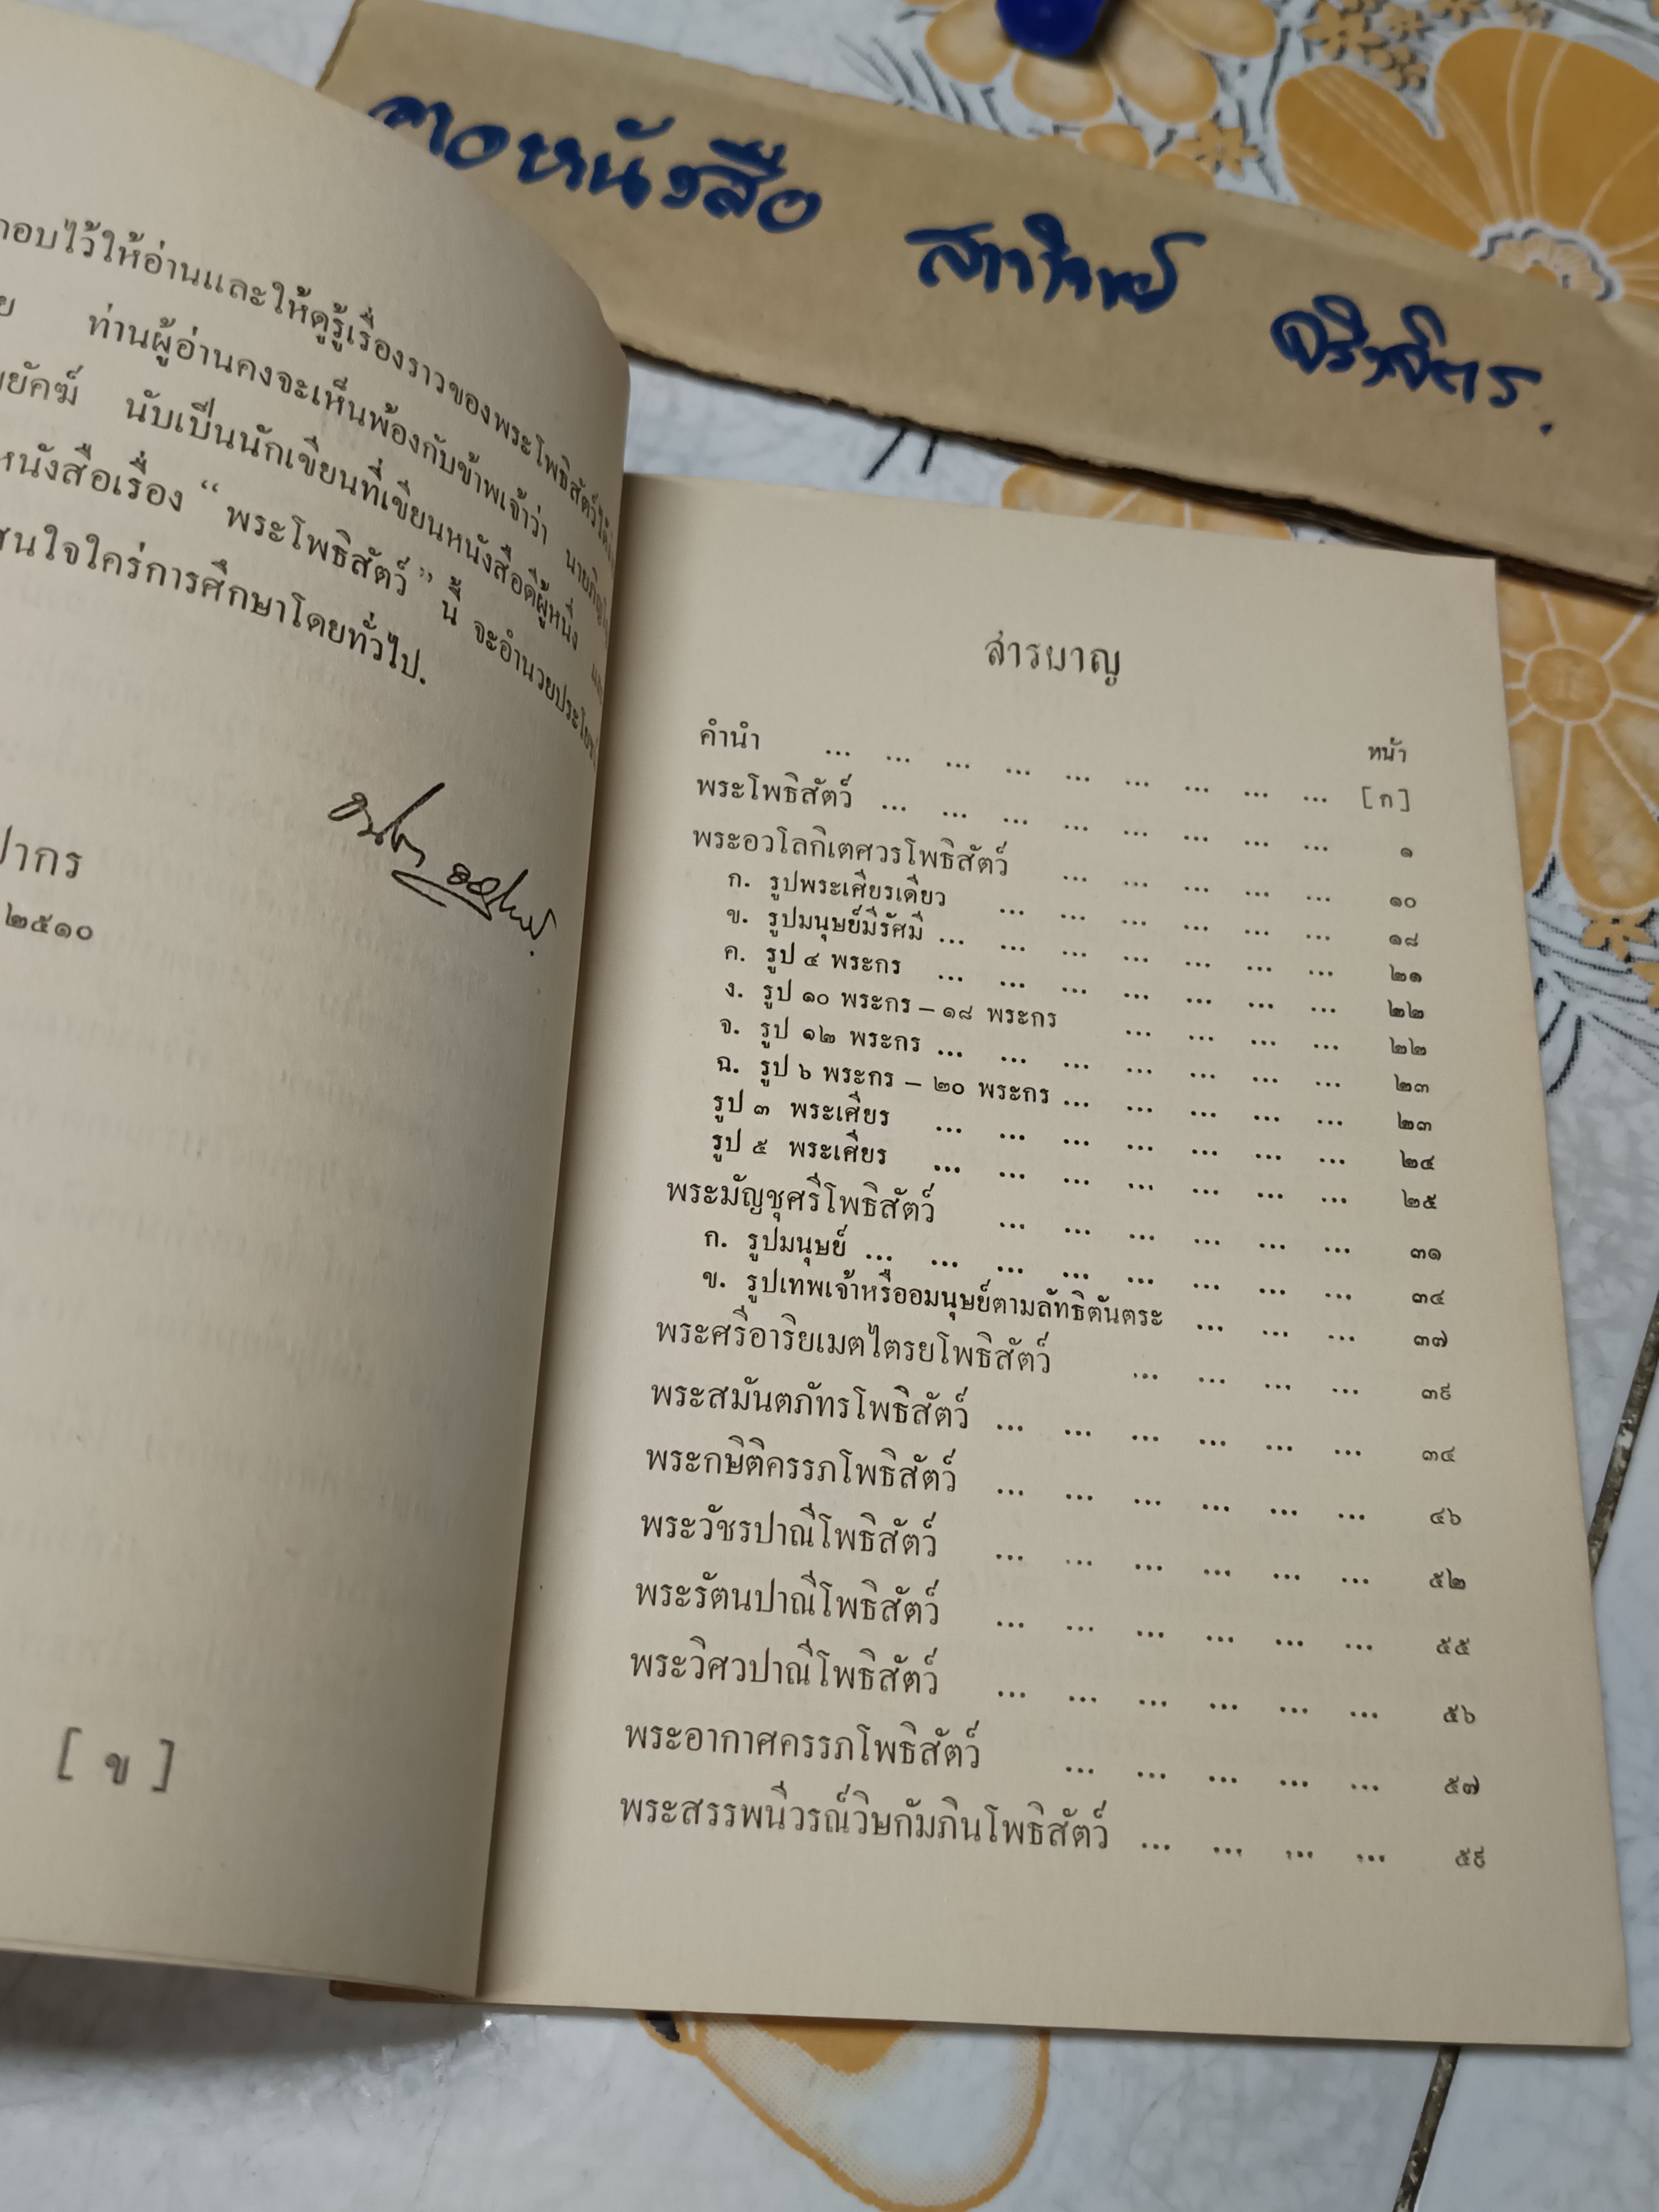 หนังสือ
อบไว้ให้อ่านและให้ดูรู้เรื่องราวของพระโพธิสัตว์
ท่านผู้อ่านคงจะเห็นพ้องกับข้าพเจ้าว่า
นับเป็นนักเขียนที่เขียนหนังสือดีผู้หนึ่ง
หนังสือเรื่อง “พระโพธิสัตว์” นี้ จะอำนวยประโยชน์
สนใจใคร่การศึกษาโดยทั่วไป.
ปากร
๒๕๑๐
[ ข ]
สารบาญ
หน้า
คำนำ ... ... ... ... ... ... ... ... ... [ก]
พระโพธิสัตว์ ... ... ... ... ... ... ... ... ๑
พระอวโลกิเตศวรโพธิสัตว์ ... ... ... ... ... ๑๐
ก. รูปพระเศียรเดียว ... ... ... ... ... ... ๑๘
ข. รูปมนุษย์มีรัศมี ... ... ... ... ... ... ... ๒๑
ค. รูป ๔ พระกร ... ... ... ... ... ... ... ๒๒
ง. รูป ๑๐ พระกร – ๑๘ พระกร ... ... ... ... ๒๒
จ. รูป ๑๒ พระกร ... ... ... ... ... ... ... ๒๓
ฉ. รูป ๖ พระกร – ๒๐ พระกร ... ... ... ... ... ๒๓
รูป ๓ พระเศียร ... ... ... ... ... ... ... ๒๔
รูป ๕ พระเศียร ... ... ... ... ... ... ... ๒๕
พระมัญชุศรีโพธิสัตว์ ... ... ... ... ... ... ๓๑
ก. รูปมนุษย์ ... ... ... ... ... ... ... ... ๓๔
ข. รูปเทพเจ้าหรืออมนุษย์ตามลัทธิตันตระ ... ... ... ๓๗
พระศรีอาริยเมตไตรยโพธิสัตว์ ... ... ... ... ๓๙
พระสมันตภัทรโพธิสัตว์ ... ... ... ... ... ... ๓๔
พระกษิติครรภโพธิสัตว์ ... ... ... ... ... ... ๔๖
พระวัชรปาณีโพธิสัตว์ ... ... ... ... ... ... ๕๒
พระรัตนปาณีโพธิสัตว์ ... ... ... ... ... ... ๕๕
พระวิศวปาณีโพธิสัตว์ ... ... ... ... ... ... ๕๖
พระอากาศครรภโพธิสัตว์ ... ... ... ... ... ๕๗
พระสรรพนีวรณ์วิษกัมภินโพธิสัตว์ ... ... ... ... ๕๙